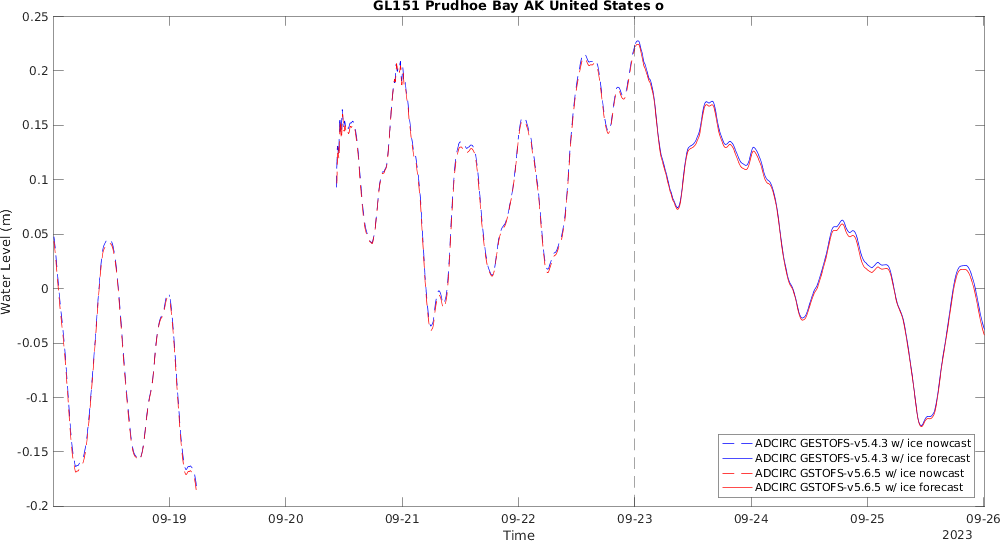 GL151 Prudhoe Bay AK United States o
0.25
0.2
0.15
0.1
0.05
0
-0.05
-0.1
-0.15
-0.2
Water Level (m)
ADCIRC GESTOFS-v5.4.3 w/ ice nowcast
ADCIRC GESTOFS-v5.4.3 w/ ice forecast
ADCIRC GSTOFS-v5.6.5 w/ ice nowcast
ADCIRC GSTOFS-v5.6.5 w/ ice forecast
09-19 09-20 09-21 09-22 09-23 09-24 09-25 09-26
Time
2023